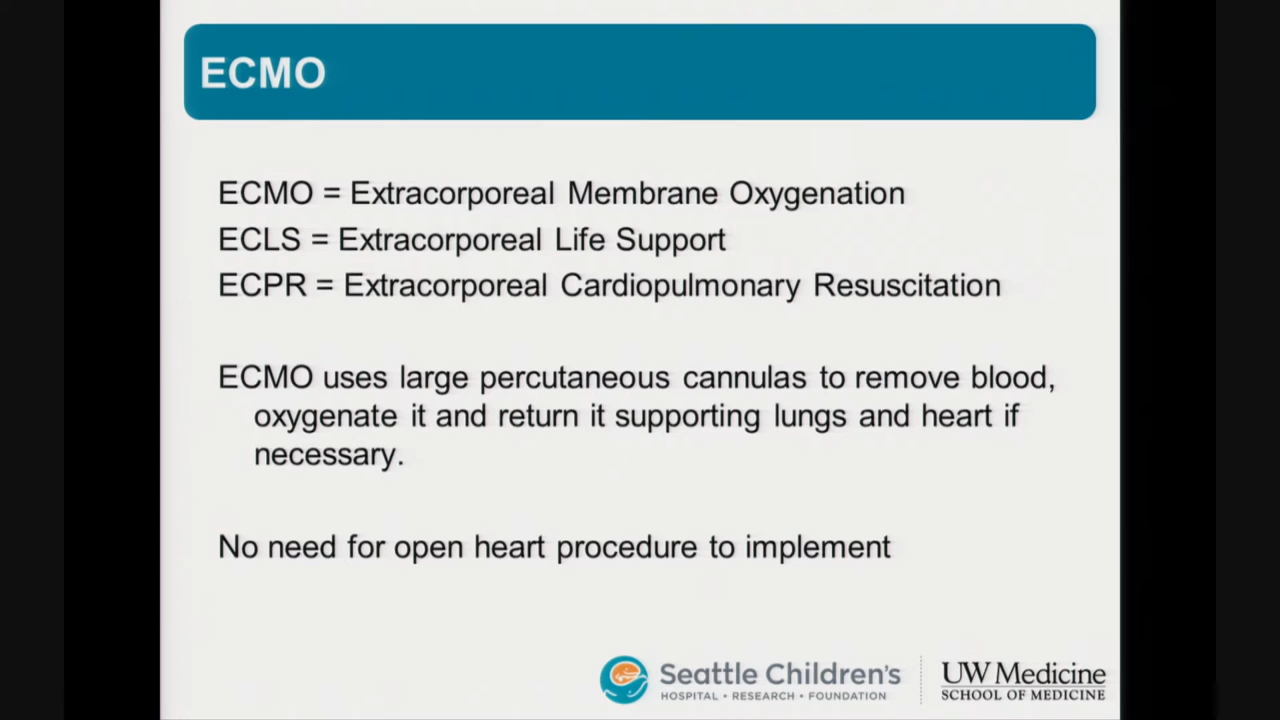 ECMO
ECMO = Extracorporeal Membrane Oxygenation
ECLS = Extracorporeal Life Support
ECPR = Extracorporeal Cardiopulmonary Resuscitation
ECMO uses large percutaneous cannulas to remove blood,
oxygenate it and return it supporting lungs and heart if
necessary.
No need for open heart procedure to implement
Seattle Children's
HOSPITAL • RESEARCH • FOUNDATION
UW Medicine
SCHOOL OF MEDICINE